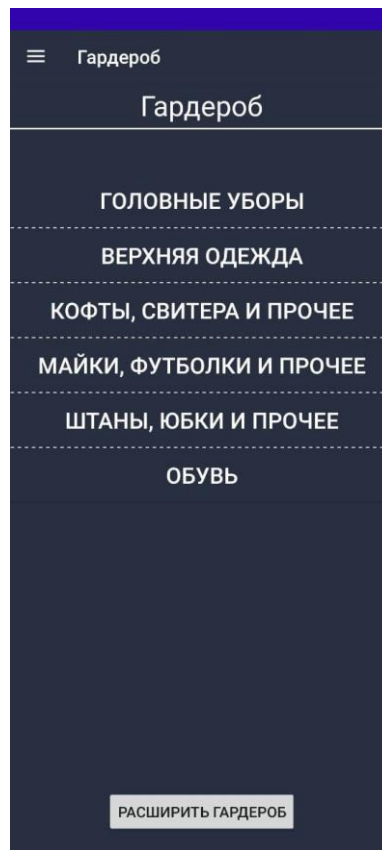 Гардероб
Гардероб
ГОЛОВНЫЕ УБОРЫ
ВЕРХНЯЯ ОДЕЖДА
КОФТЫ, СВИТЕРА И ПРОЧЕЕ
МАЙКИ, ФУТБОЛКИ И ПРОЧЕЕ
ШТАНЫ, ЮБКИ И ПРОЧЕЕ
ОБУВЬ
РАСШИРИТЬ ГАРДЕРОБ